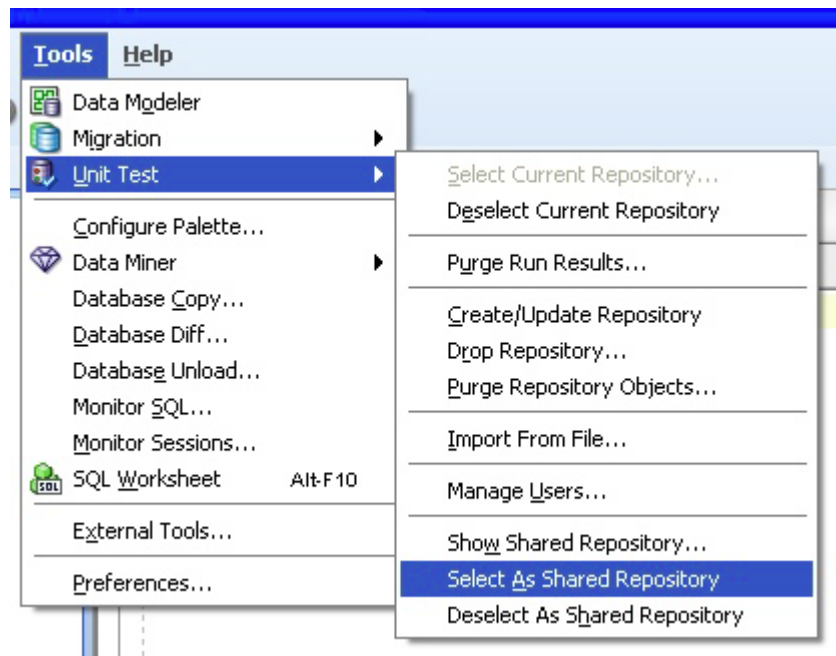 Tools Help
Data Modeler
Migration
Unit Test
Configure Palette...
Data Miner
Database Copy...
Database Diff...
Database Unload...
Monitor SQL...
Monitor Sessions...
SQL Worksheet Alt-F10
External Tools...
Preferences...
Select Current Repository...
Deselect Current Repository
Purge Run Results...
Create/Update Repository
Drop Repository...
Purge Repository Objects...
Import From File...
Manage Users...
Show Shared Repository...
Select As Shared Repository
Deselect As Shared Repository